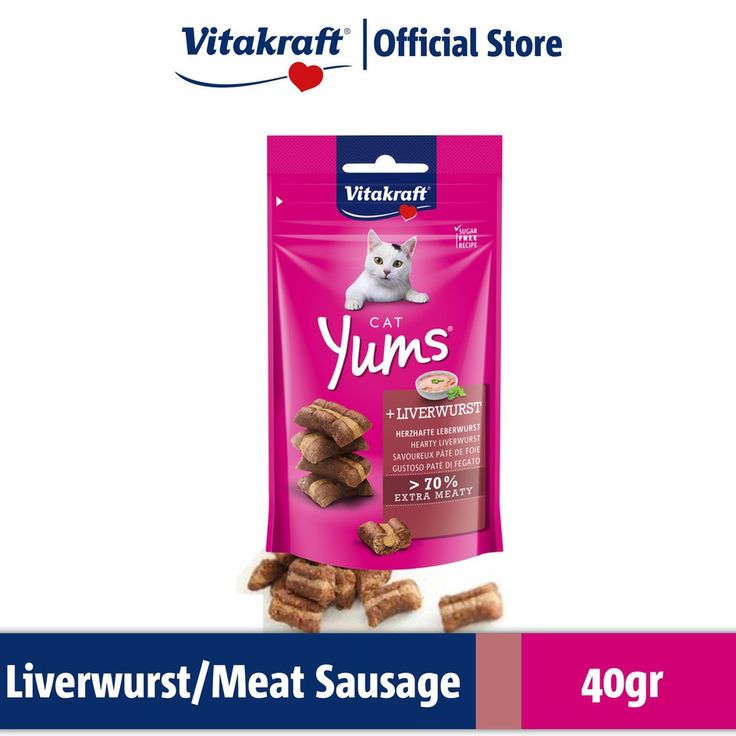 Vitakraft® | Official Store
Vitakraft®
SUGAR
FREE
RECIPE
CAT
Yums®
+LIVERWURST
HERZHAFTE LEBERWURST
HEARTY LIVERWURST
SAVOUREUX PÂTÉ DE FOIE
GUSTOSO PATÈ DI FEGATO
> 70%
EXTRA MEATY
Liverwurst/Meat Sausage
40gr